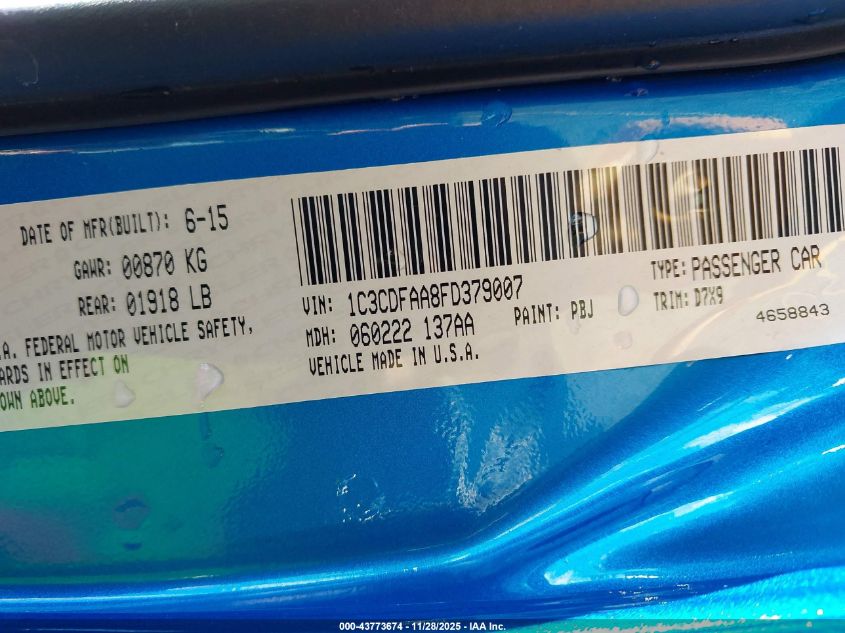 DATE OF MFR(BUILT): 6-15
GAWR: 00870 KG
REAR: 01918 LB
.A. FEDERAL MOTOR VEHICLE SAFETY,
ARDS IN EFFECT ON
OWN ABOVE.
VIN: 1C3CDFAA8FD379007
MDH: 060222 137AA
VEHICLE MADE IN U.S.A.
PAINT: PBJ
TYPE: PASSENGER CAR
TRIM: D7X9
4658843
000-43773674 - 11/28/2025 - IAA Inc.